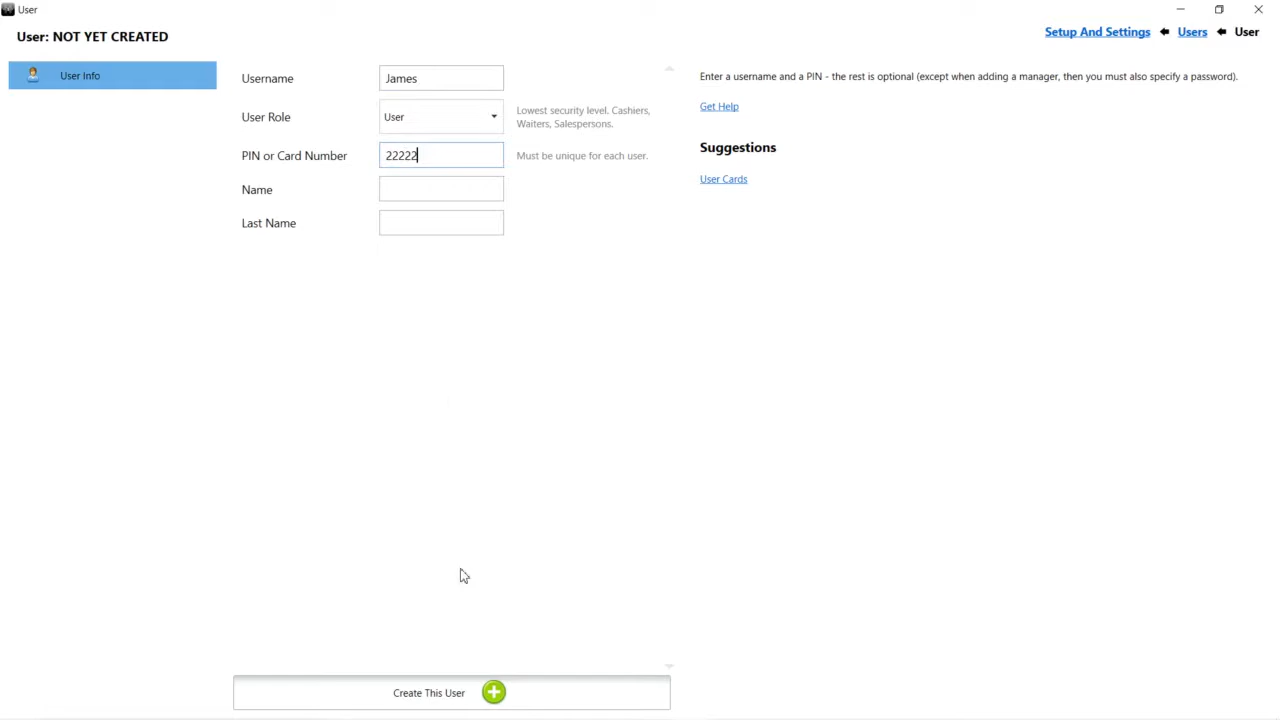 User
User: NOT YET CREATED
Setup And Settings Users User
User Info
Username James
User Role User Lowest security level. Cashiers,
Waiters, Salespersons.
PIN or Card Number 22222 Must be unique for each user.
Name
Last Name
Enter a username and a PIN - the rest is optional (except when adding a manager, then you must also specify a password).
Get Help
Suggestions
User Cards
Create This User